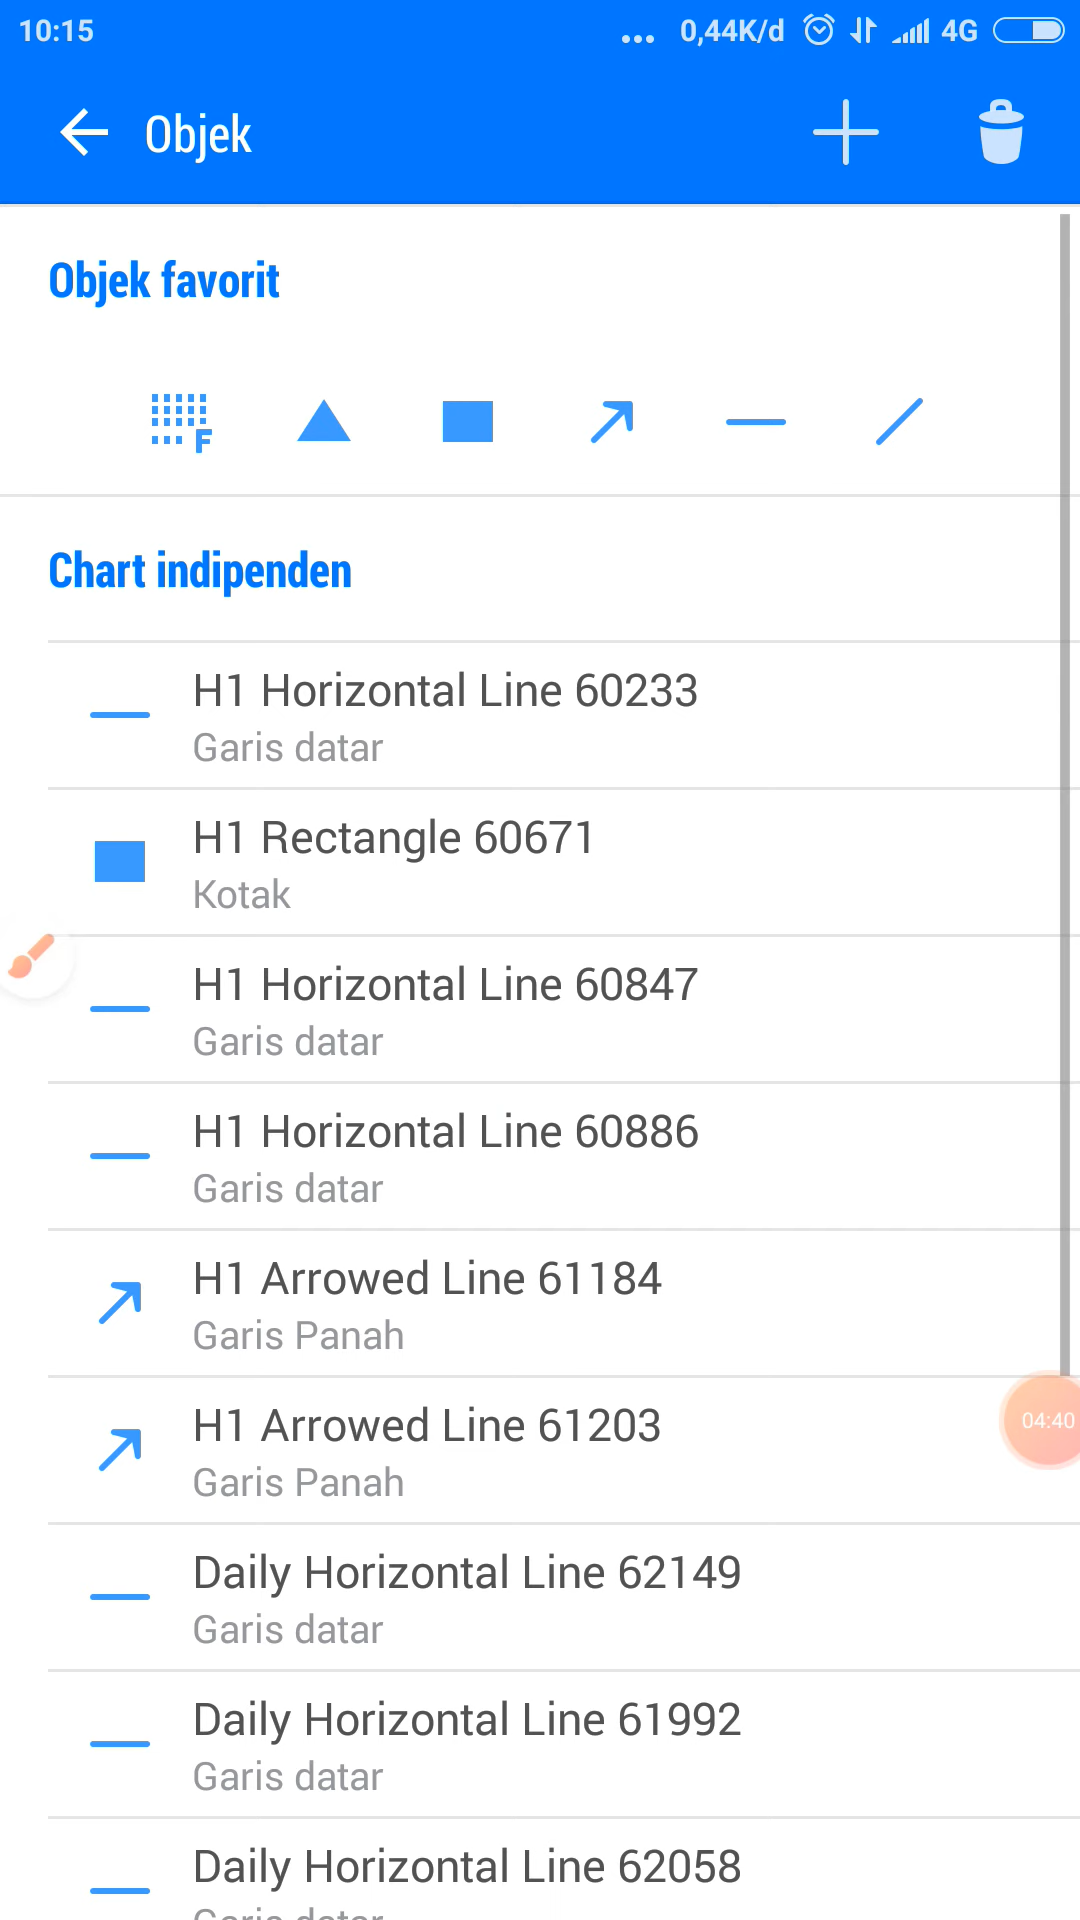 10:15
... 0,44K/d 4G
Objek
Objek favorit
F
Chart indipenden
H1 Horizontal Line 60233
Garis datar
H1 Rectangle 60671
Kotak
H1 Horizontal Line 60847
Garis datar
H1 Horizontal Line 60886
Garis datar
H1 Arrowed Line 61184
Garis Panah
04:40
H1 Arrowed Line 61203
Garis Panah
Daily Horizontal Line 62149
Garis datar
Daily Horizontal Line 61992
Garis datar
Daily Horizontal Line 62058
Garis datar